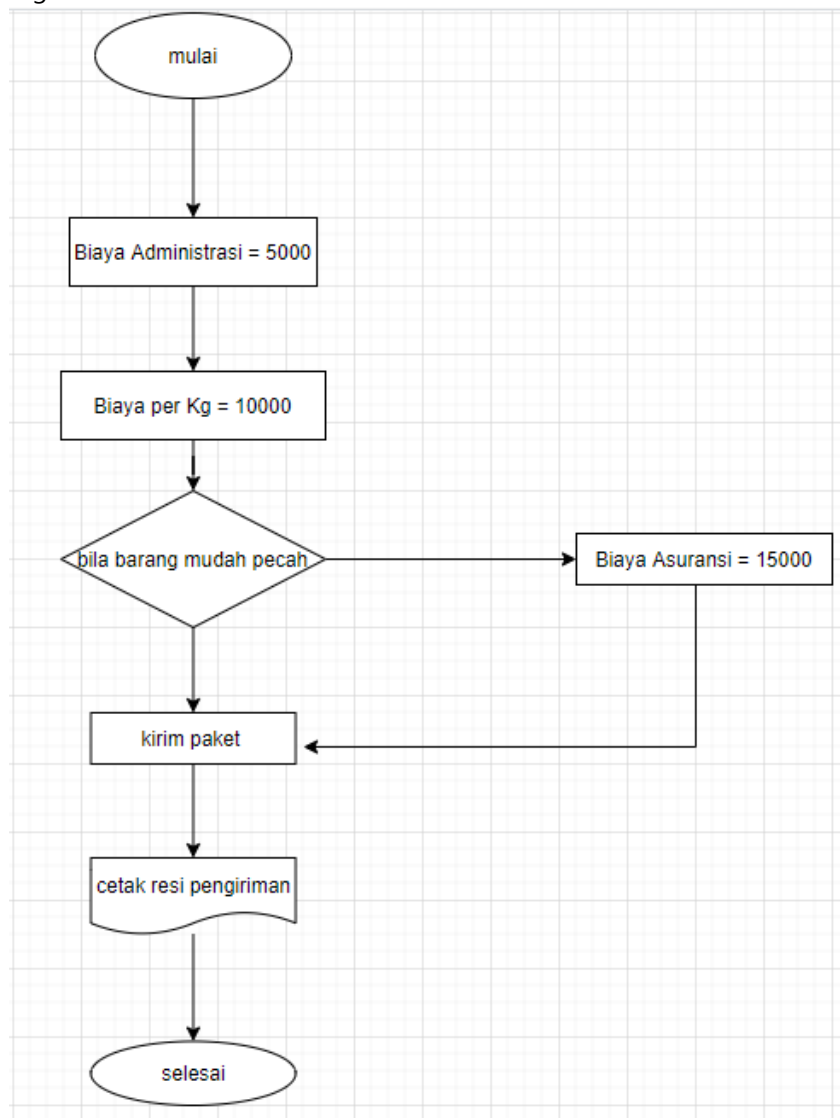 mulai
Biaya Administrasi = 5000
Biaya per Kg = 10000
bila barang mudah pecah
Biaya Asuransi = 15000
kirim paket
cetak resi pengiriman
selesai